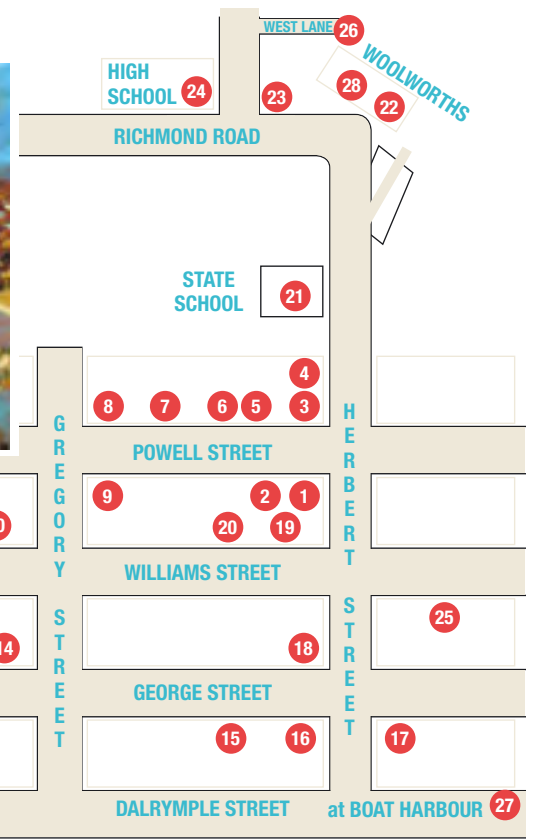 WEST LANE
26
WOOLWORTHS
HIGH
SCHOOL
24
23
28
22
RICHMOND ROAD
STATE
SCHOOL
21
4
8
7
6
5
3
GREGORY STREET
HERBERT STREET
POWELL STREET
9
2
1
20
19
WILLIAMS STREET
25
14
18
GEORGE STREET
15
16
17
DALRYMPLE STREET
at BOAT HARBOUR
27